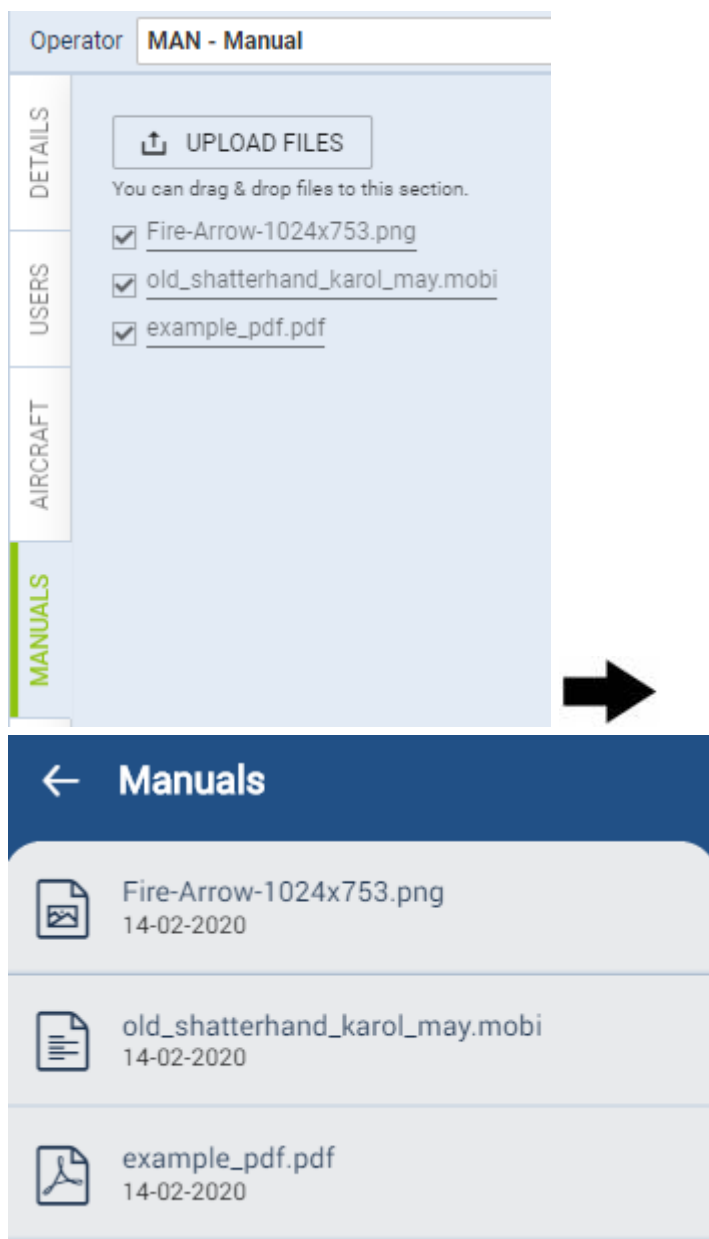 Operator MAN - Manual
DETAILS
USERS
AIRCRAFT
MANUALS
UPLOAD FILES
You can drag & drop files to this section.
Fire-Arrow-1024x753.png
old_shatterhand_karol_may.mobi
example_pdf.pdf
Manuals
Fire-Arrow-1024x753.png
14-02-2020
old_shatterhand_karol_may.mobi
14-02-2020
example_pdf.pdf
14-02-2020